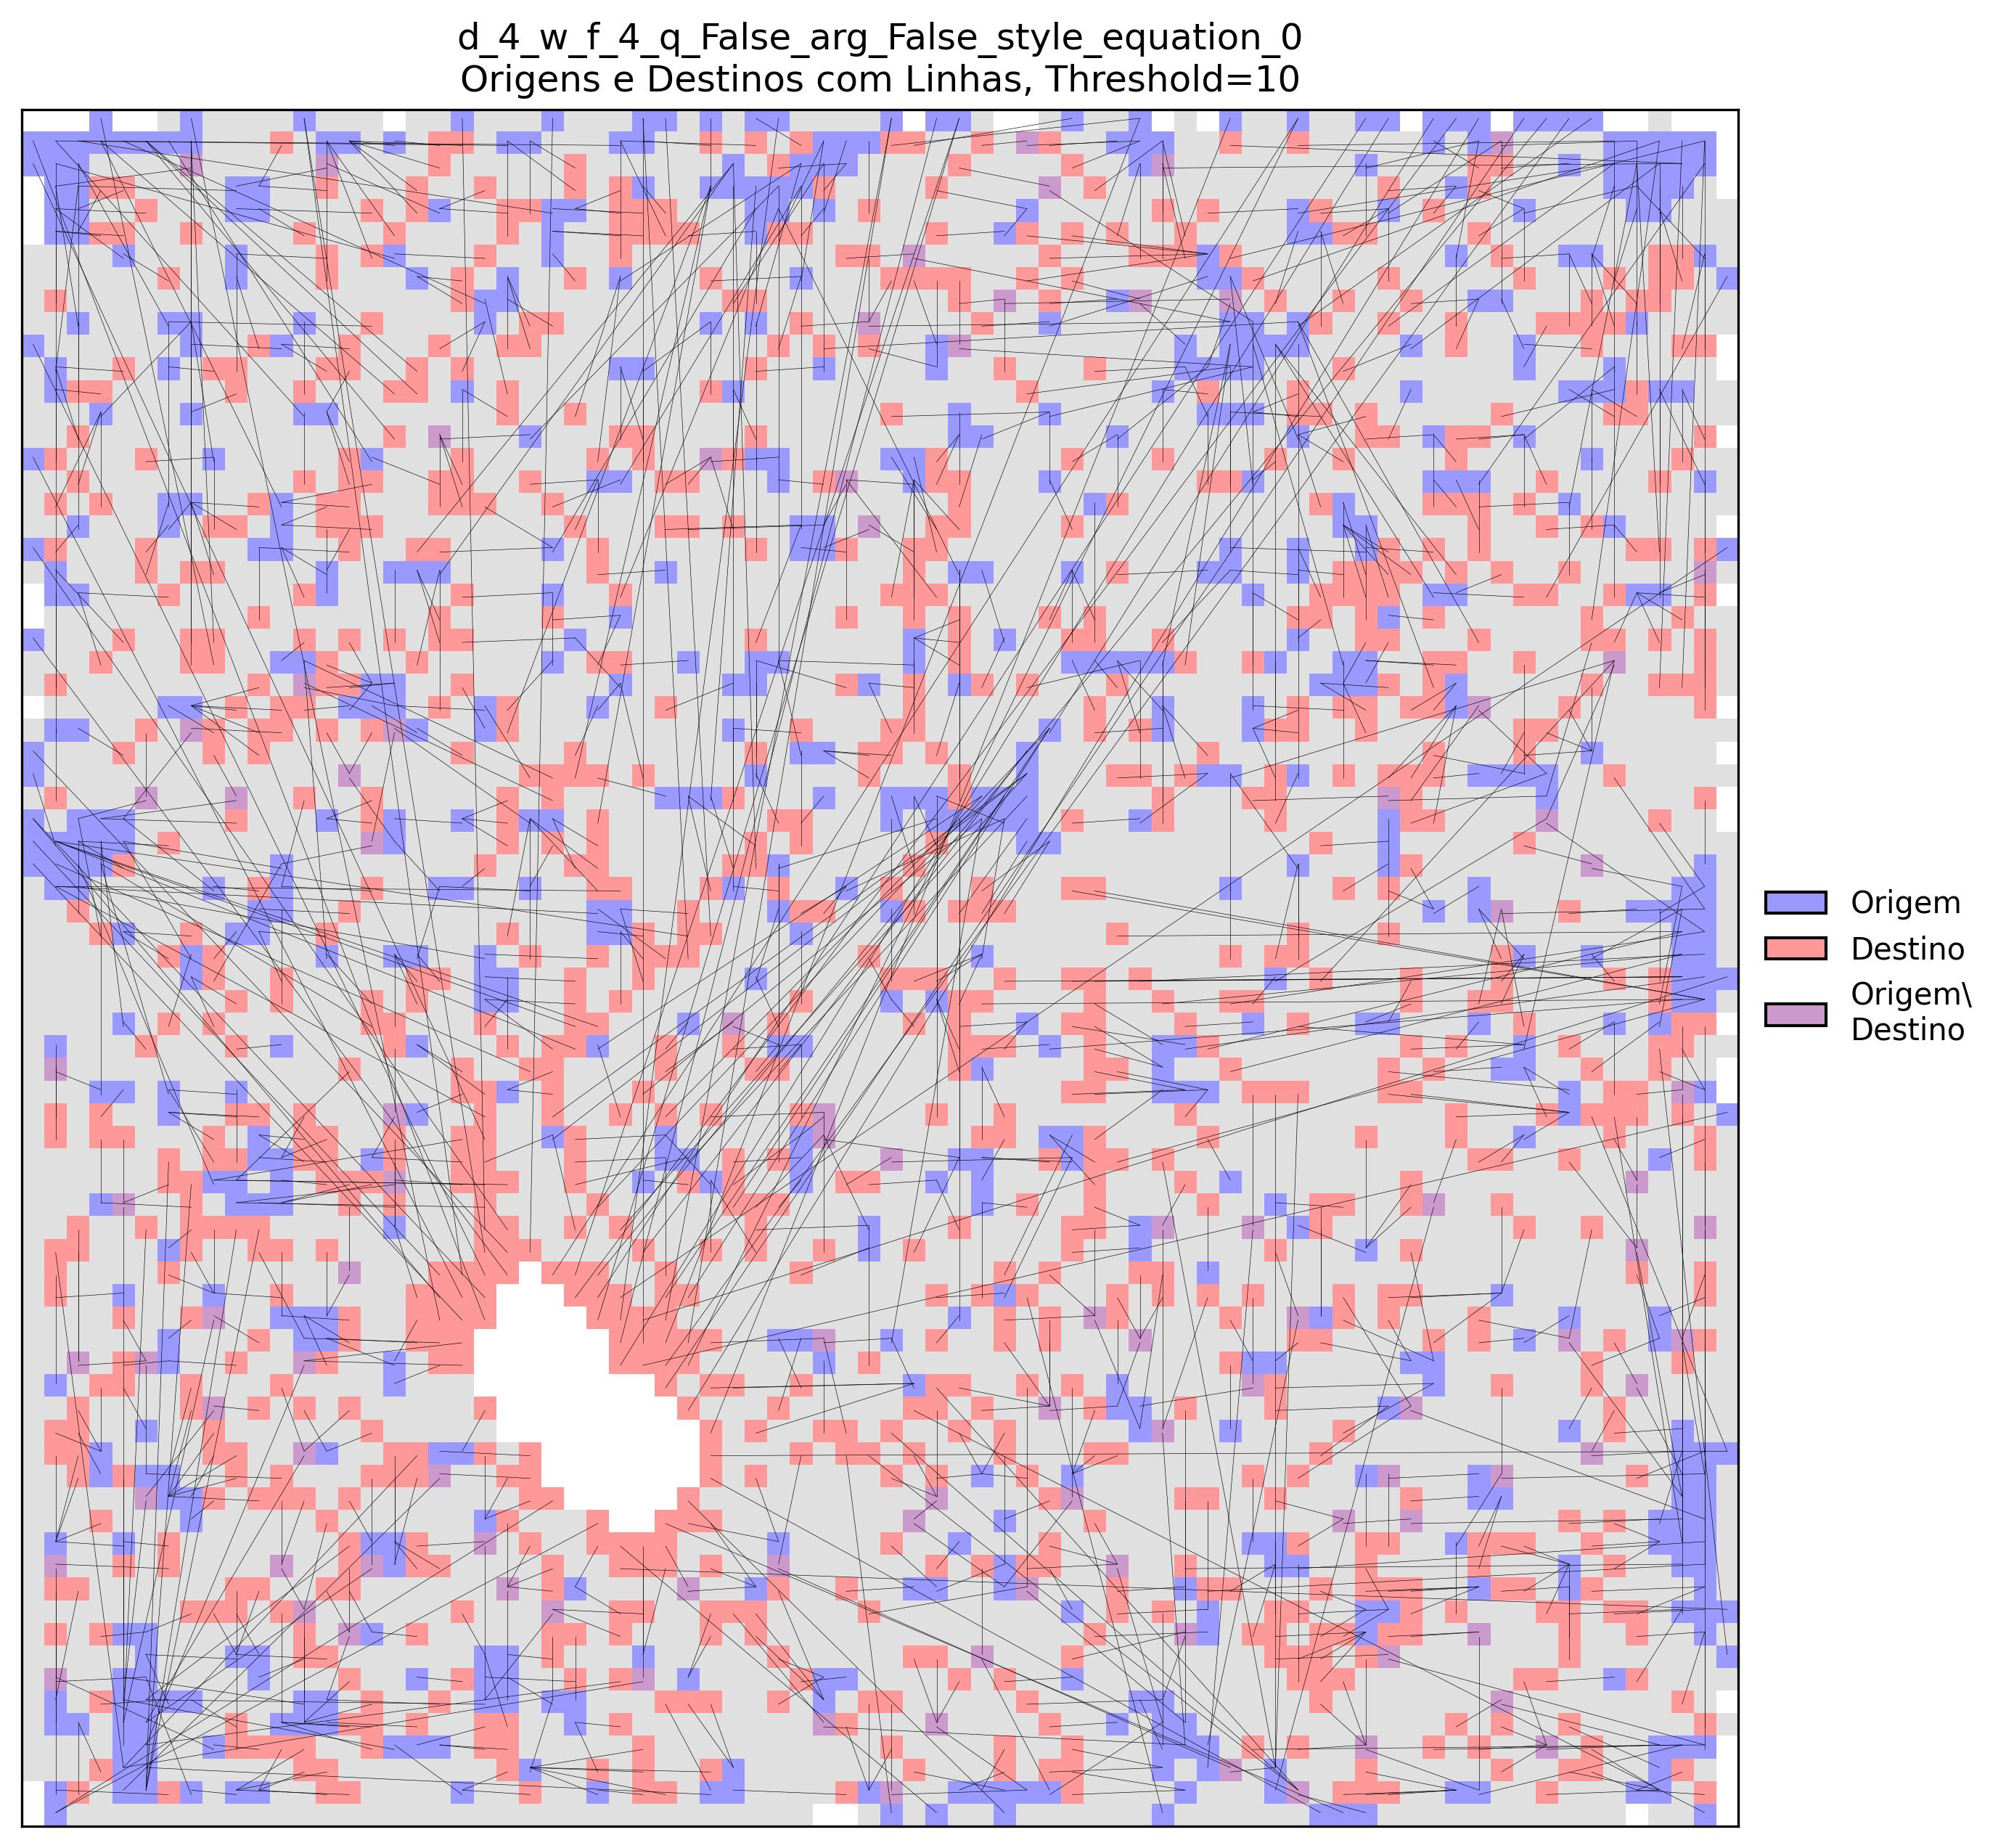 d_4_w_f_4_q_False_arg_False_style_equation_0
Origens e Destinos com Linhas, Threshold=10
Origem
Destino
Origem\
Destino